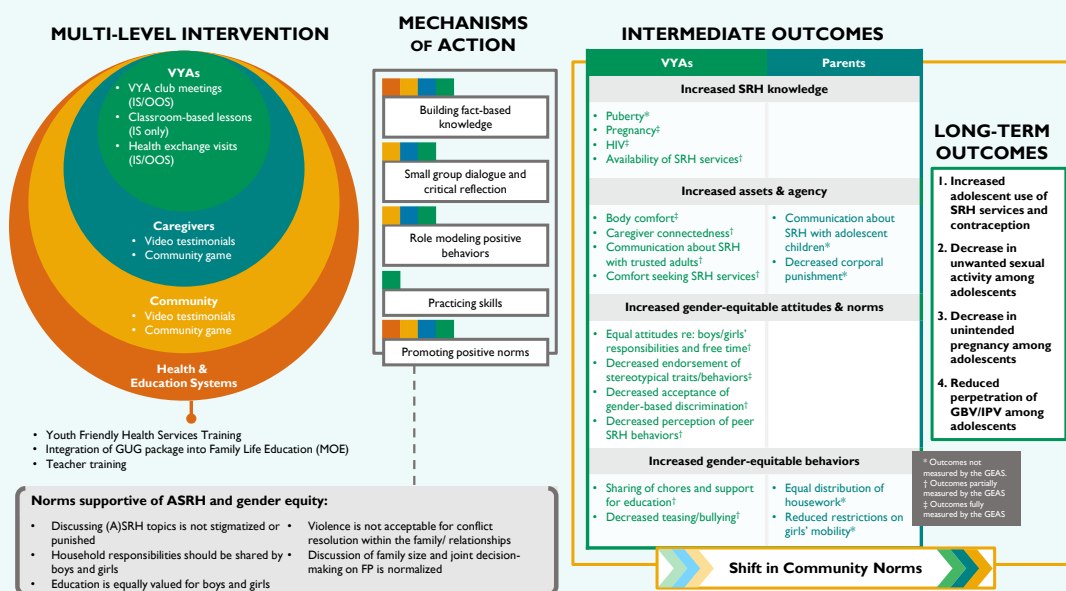 MULTI-LEVEL INTERVENTION
VYAs
• VYA club meetings
(IS/OOS)
• Classroom-based lessons
(IS only)
• Health exchange visits
(IS/OOS)
Caregivers
• Video testimonials
• Community game
Community
• Video testimonials
• Community game
Health &
Education Systems
• Youth Friendly Health Services Training
• Integration of GUG package into Family Life Education (MOE)
• Teacher training
MECHANISMS
OF ACTION
Building fact-based
knowledge
Small group dialogue and
critical reflection
Role modeling positive
behaviors
Practicing skills
Promoting positive norms
Norms supportive of ASRH and gender equity:
• Discussing (A)SRH topics is not stigmatized or
punished
• Household responsibilities should be shared by
boys and girls
• Education is equally valued for boys and girls
• Violence is not acceptable for conflict
resolution within the family/ relationships
• Discussion of family size and joint decision-
making on FP is normalized
INTERMEDIATE OUTCOMES
VYAs
Parents
Increased SRH knowledge
• Puberty*
• Pregnancy‡
• HIV‡
• Availability of SRH services†
Increased assets & agency
• Body comfort‡
• Caregiver connectedness†
• Communication about SRH
with trusted adults†
• Comfort seeking SRH services†
• Communication about
SRH with adolescent
children*
• Decreased corporal
punishment*
Increased gender-equitable attitudes & norms
• Equal attitudes re: boys/girls'
responsibilities and free time‡
• Decreased endorsement of
stereotypical traits/behaviors‡
• Decreased acceptance of
gender-based discrimination†
• Decreased perception of peer
SRH behaviors†
Increased gender-equitable behaviors
• Sharing of chores and support
for education†
• Decreased teasing/bullying†
• Equal distribution of
housework*
• Reduced restrictions on
girls' mobility*
Shift in Community Norms
LONG-TERM
OUTCOMES
1. Increased
adolescent use of
SRH services and
contraception
2. Decrease in
unwanted sexual
activity among
adolescents
3. Decrease in
unintended
pregnancy among
adolescents
4. Reduced
perpetration of
GBV/IPV among
adolescents
* Outcomes not
measured by the GEAS.
† Outcomes partially
measured by the GEAS
‡ Outcomes fully
measured by the GEAS